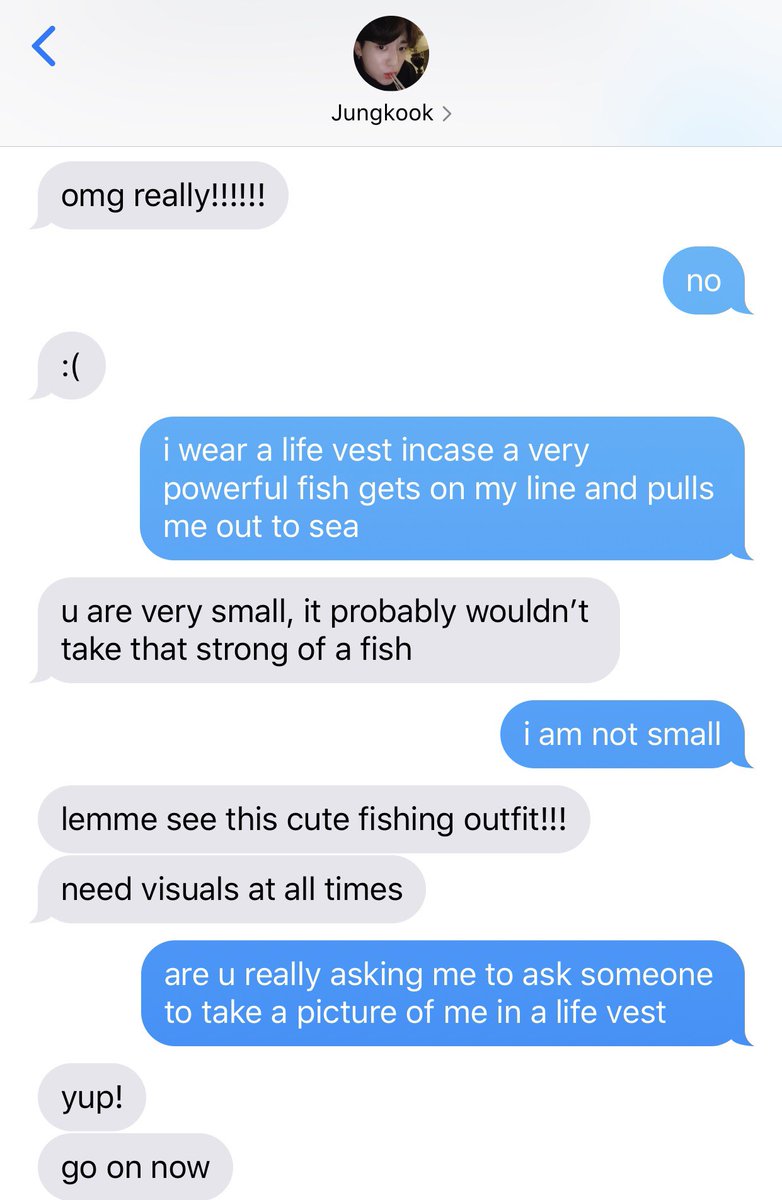 Jungkook
omg really!!!!!!
no
:(
i wear a life vest incase a very
powerful fish gets on my line and pulls
me out to sea
u are very small, it probably wouldn’t
take that strong of a fish
i am not small
lemme see this cute fishing outfit!!!
need visuals at all times
are u really asking me to ask someone
to take a picture of me in a life vest
yup!
go on now